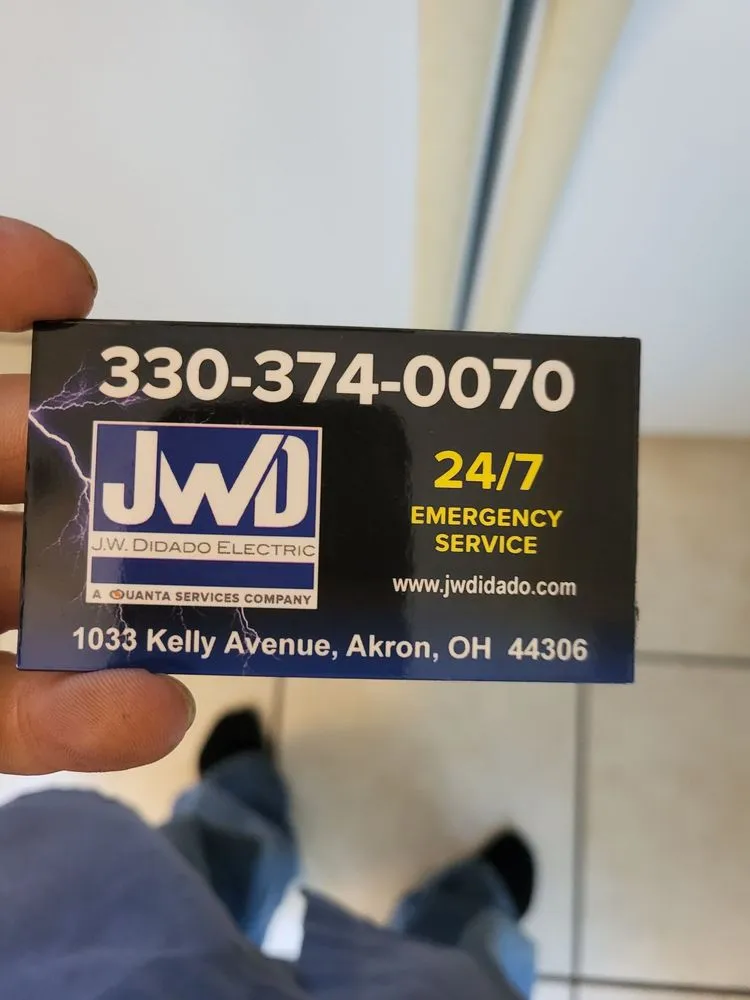 330-374-0070
JWD
J.W. DIDADO ELECTRIC
A QUANTA SERVICES COMPANY
24/7
EMERGENCY
SERVICE
www.jwdidado.com
1033 Kelly Avenue, Akron, OH 44306